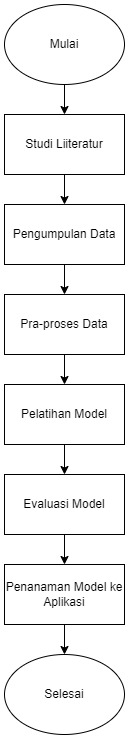 Mulai
Studi Liiteratur
Pengumpulan Data
Pra-proses Data
Pelatihan Model
Evaluasi Model
Penanaman Model ke
Aplikasi
Selesai